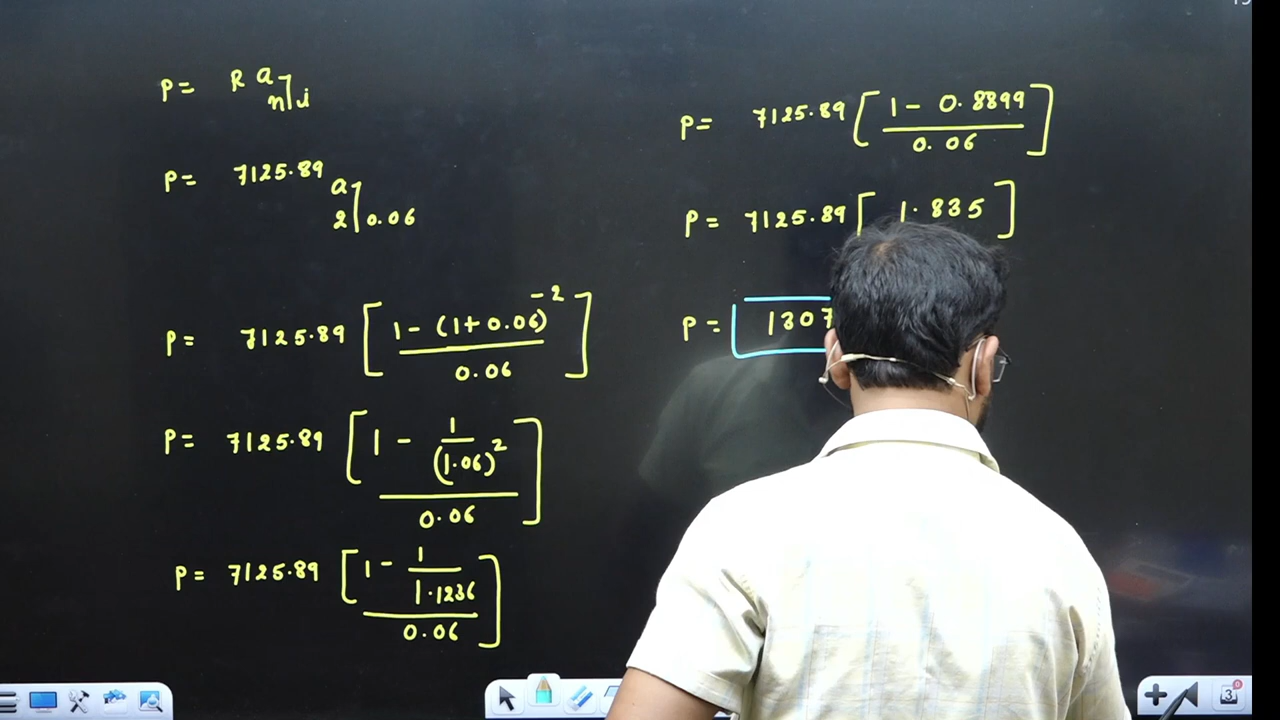 P= R a n|i
P= 7125.89 a 2|0.06
P= 7125.89 [ 1 - (1+0.06)^-2 / 0.06 ]
P= 7125.89 [ 1 - 1/(1.06)^2 / 0.06 ]
P= 7125.89 [ 1 - 1/1.1236 / 0.06 ]
P= 7125.89 [ 1 - 0.8899 / 0.06 ]
P= 7125.89 [ 1.835 ]
P= 1307
3